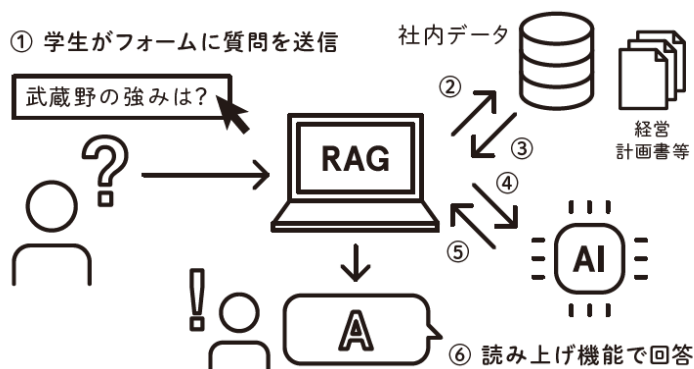 ① 学生がフォームに質問を送信
武蔵野の強みは?
?
RAG
社内データ
経営
計画書等
②
③
④
⑤
AI
!
A
⑥ 読み上げ機能で回答